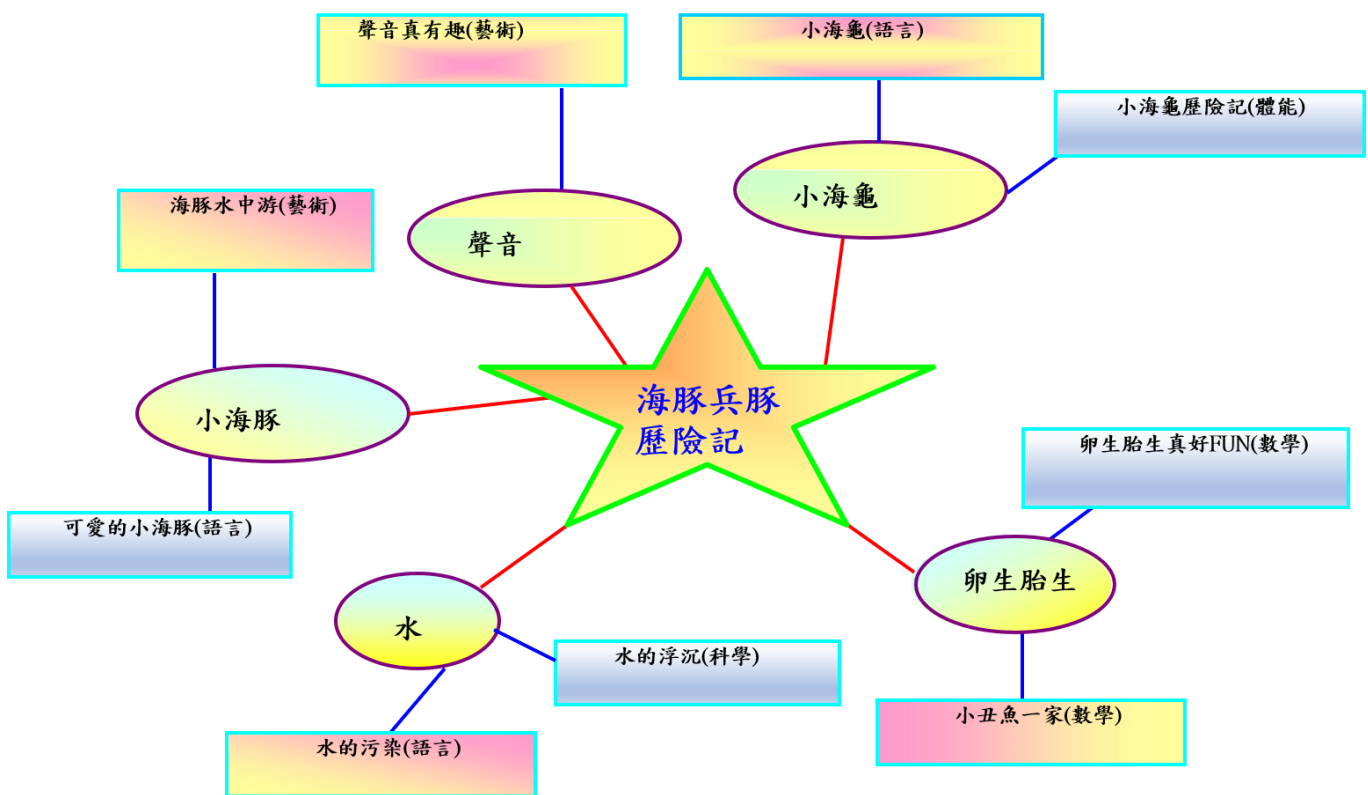 聲音真有趣(藝術)
小海龜(語言)
小海龜歷險記(體能)
海豚水中游(藝術)
聲音
小海龜
小海豚
海豚兵豚
歷險記
可愛的小海豚(語言)
卵生胎生真好FUN(數學)
卵生胎生
水
水的浮沉(科學)
小丑魚一家(數學)
水的污染(語言)